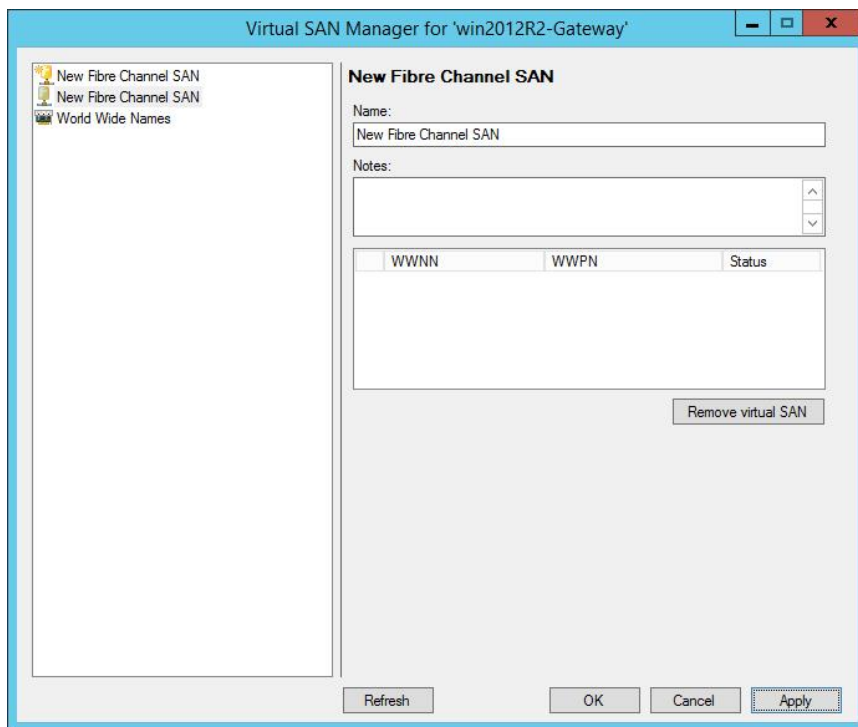 Virtual SAN Manager for 'win2012R2-Gateway'
New Fibre Channel SAN
New Fibre Channel SAN
World Wide Names
New Fibre Channel SAN
Name:
New Fibre Channel SAN
Notes:
WWNN WWPN Status
Remove virtual SAN
Refresh OK Cancel Apply